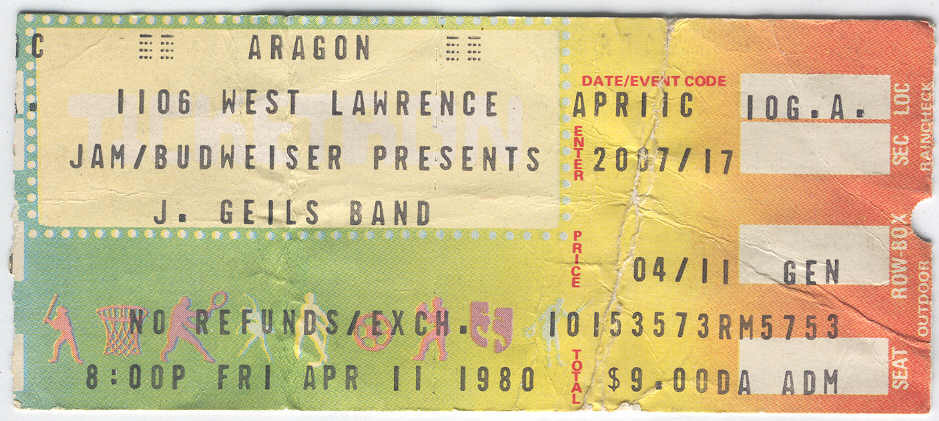 C ARAGON
1106 WEST LAWRENCE
JAM/BUDWEISER PRESENTS
J. GEILS BAND
NO REFUNDS/EXCH.
8:00P FRI APR 11 1980
DATE/EVENT CODE
APR11C 10G.A.
ENTER
2007/17
PRICE
04/11 GEN
10153573RM5753
TOTAL
$9.00DA ADM
LOC
SEC
ROW-BOX
SEAT
RAINCHECK
OUTDOOR
TICKETRON